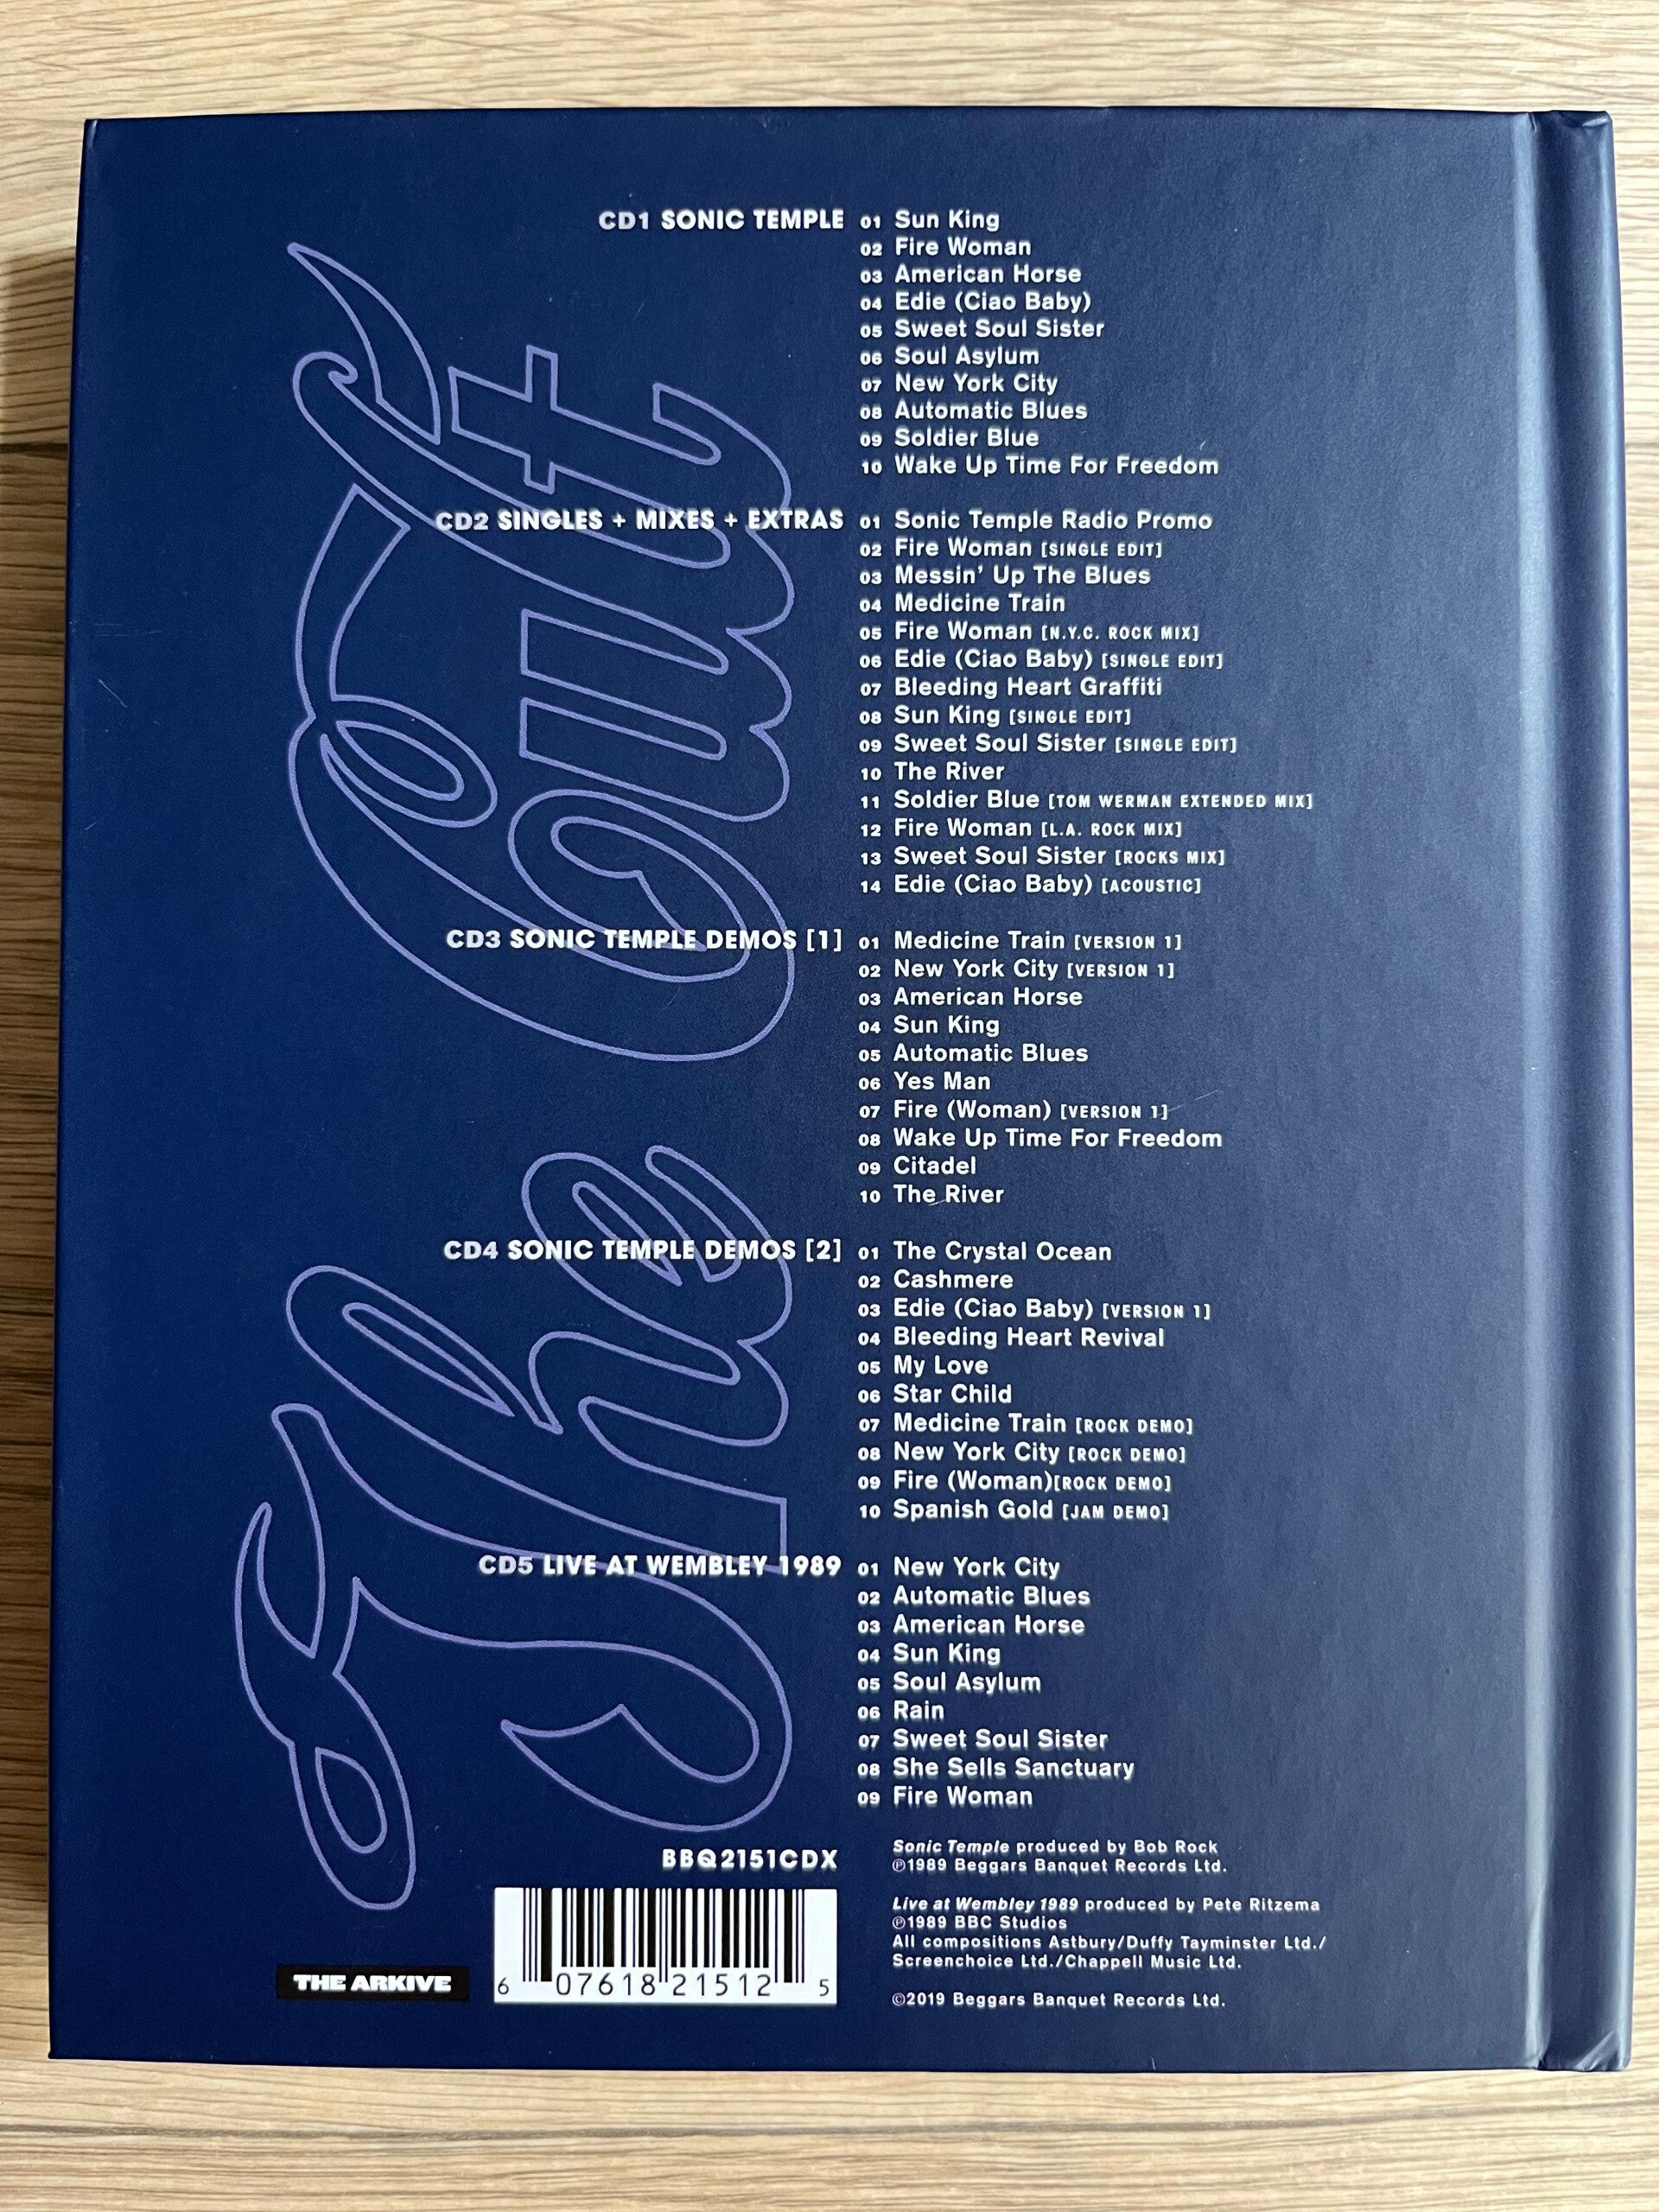 The Cult
CD1 SONIC TEMPLE 01 Sun King
02 Fire Woman
03 American Horse
04 Edie (Ciao Baby)
05 Sweet Soul Sister
06 Soul Asylum
07 New York City
08 Automatic Blues
09 Soldier Blue
10 Wake Up Time For Freedom
CD2 SINGLES + MIXES + EXTRAS 01 Sonic Temple Radio Promo
02 Fire Woman [SINGLE EDIT]
03 Messin' Up The Blues
04 Medicine Train
05 Fire Woman [N.Y.C. ROCK MIX]
06 Edie (Ciao Baby) [SINGLE EDIT]
07 Bleeding Heart Graffiti
08 Sun King [SINGLE EDIT]
09 Sweet Soul Sister [SINGLE EDIT]
10 The River
11 Soldier Blue [TOM WERMAN EXTENDED MIX]
12 Fire Woman [L.A. ROCK MIX]
13 Sweet Soul Sister [ROCKS MIX]
14 Edie (Ciao Baby) [ACOUSTIC]
CD3 SONIC TEMPLE DEMOS [1] 01 Medicine Train [VERSION 1]
02 New York City [VERSION 1]
03 American Horse
04 Sun King
05 Automatic Blues
06 Yes Man
07 Fire (Woman) [VERSION 1]
08 Wake Up Time For Freedom
09 Citadel
10 The River
CD4 SONIC TEMPLE DEMOS [2] 01 The Crystal Ocean
02 Cashmere
03 Edie (Ciao Baby) [VERSION 1]
04 Bleeding Heart Revival
05 My Love
06 Star Child
07 Medicine Train [ROCK DEMO]
08 New York City [ROCK DEMO]
09 Fire (Woman)[ROCK DEMO]
10 Spanish Gold [JAM DEMO]
CD5 LIVE AT WEMBLEY 1989 01 New York City
02 Automatic Blues
03 American Horse
04 Sun King
05 Soul Asylum
06 Rain
07 Sweet Soul Sister
08 She Sells Sanctuary
09 Fire Woman
BBQ2151CDX
6 07618 21512 5
THE ARKIVE
Sonic Temple produced by Bob Rock
℗1989 Beggars Banquet Records Ltd.
Live at Wembley 1989 produced by Pete Ritzema
℗1989 BBC Studios
All compositions Astbury/Duffy Tayminster Ltd./
Screenchoice Ltd./Chappell Music Ltd.
©2019 Beggars Banquet Records Ltd.